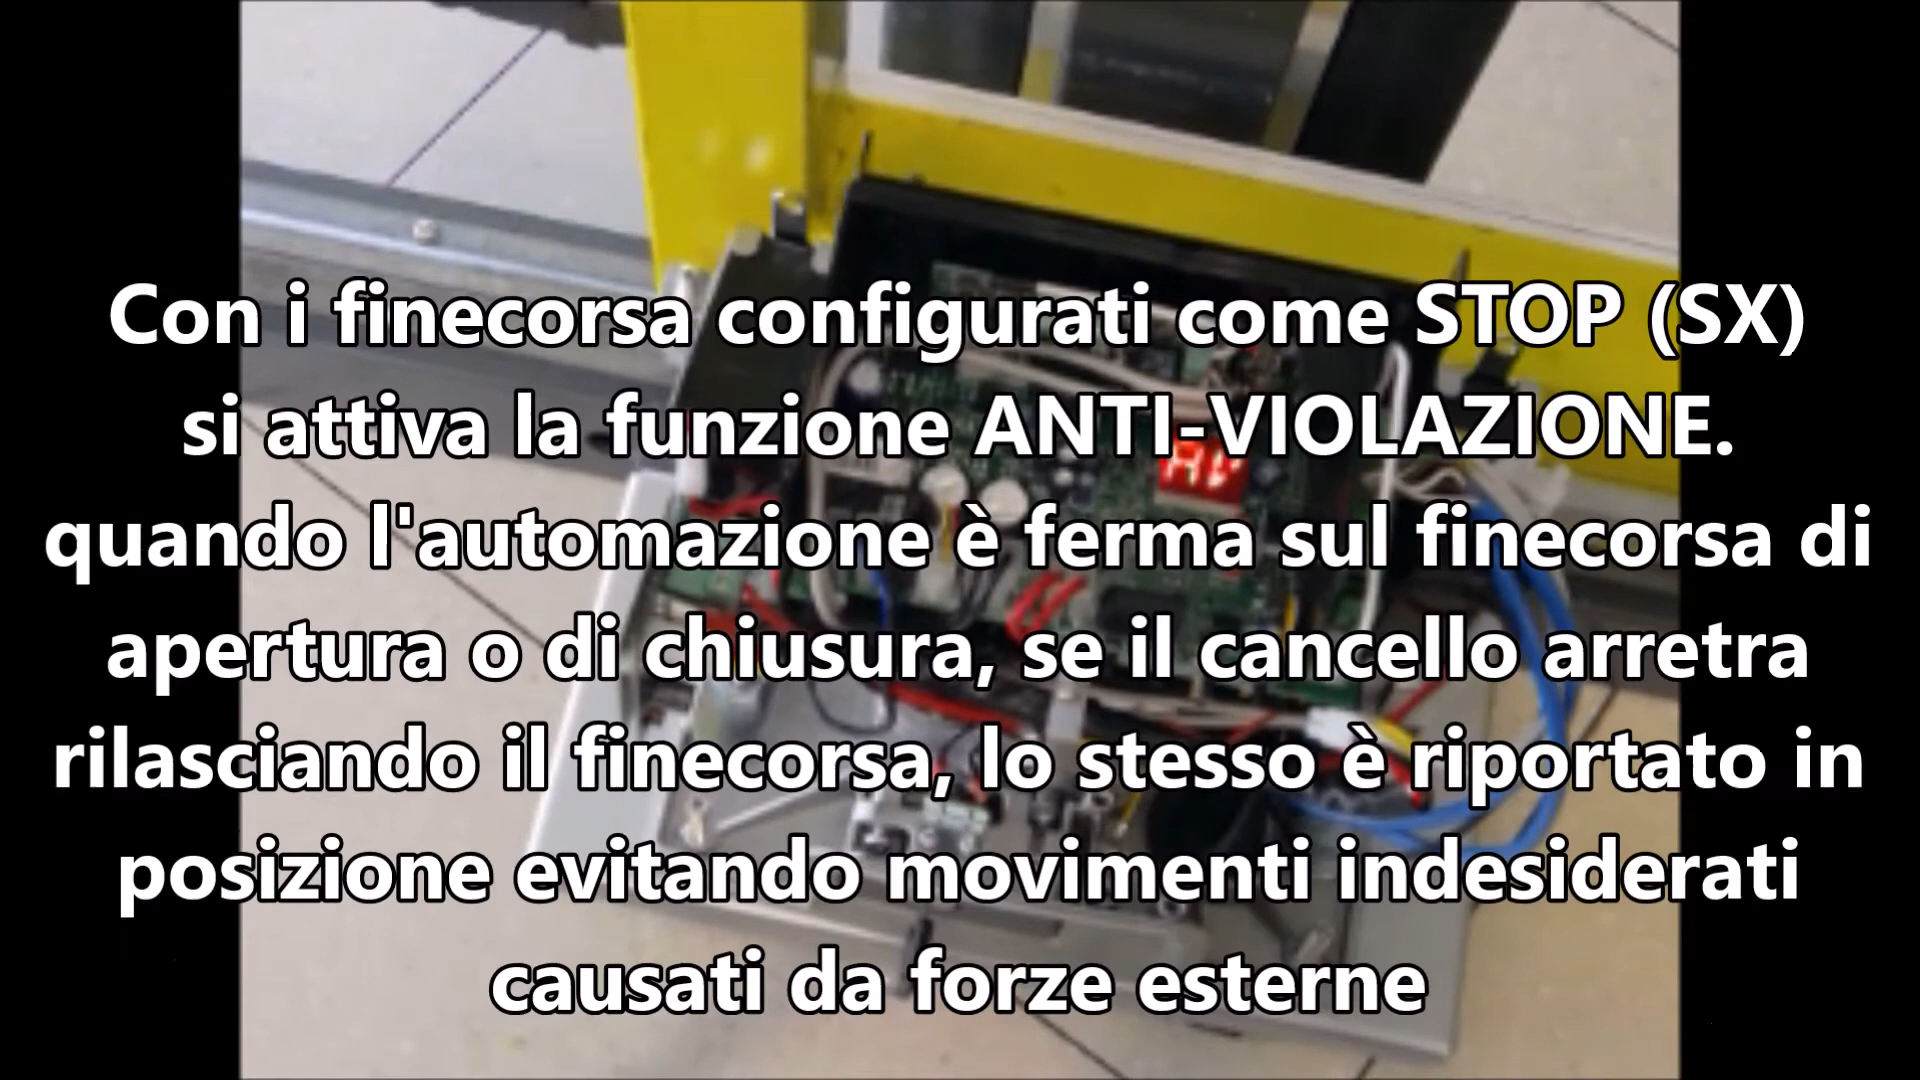 Con i finecorsa configurati come STOP (SX)
si attiva la funzione ANTI-VIOLAZIONE.
quando l'automazione è ferma sul finecorsa di
apertura o di chiusura, se il cancello arretra
rilasciando il finecorsa, lo stesso è riportato in
posizione evitando movimenti indesiderati
causati da forze esterne